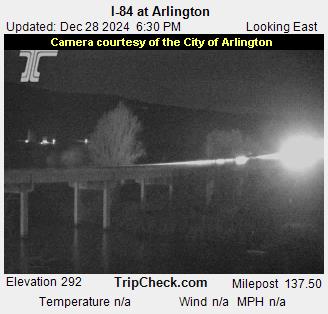 I-84 at Arlington
Updated: Dec 28 2024 6:30 PM Looking East
Camera courtesy of the City of Arlington
Elevation 292 TripCheck.com Milepost 137.50
Temperature n/a Wind n/a MPH n/a